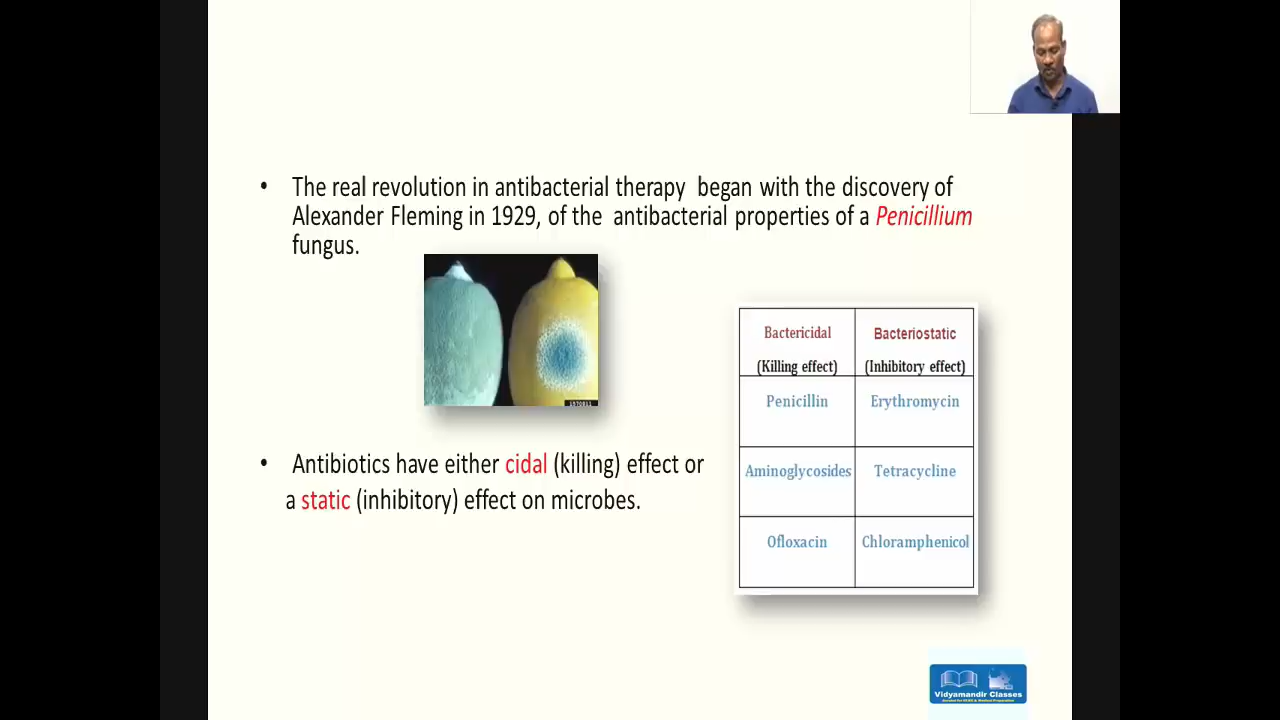 • The real revolution in antibacterial therapy began with the discovery of
Alexander Fleming in 1929, of the antibacterial properties of a Penicillium
fungus.
• Antibiotics have either cidal (killing) effect or
a static (inhibitory) effect on microbes.
Bactericidal Bacteriostatic
(Killing effect) (Inhibitory effect)
Penicillin Erythromycin
Aminoglycosides Tetracycline
Ofloxacin Chloramphenicol
Vidyamandir Classes